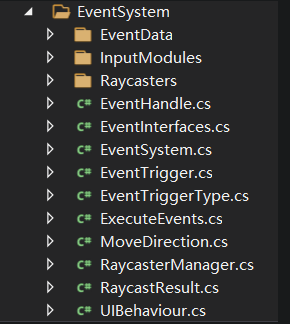 EventSystem
EventData
InputModules
Raycasters
C# EventHandle.cs
C# EventInterfaces.cs
C# EventSystem.cs
C# EventTrigger.cs
C# EventTriggerType.cs
C# ExecuteEvents.cs
C# MoveDirection.cs
C# RaycasterManager.cs
C# RaycastResult.cs
C# UIBehaviour.cs